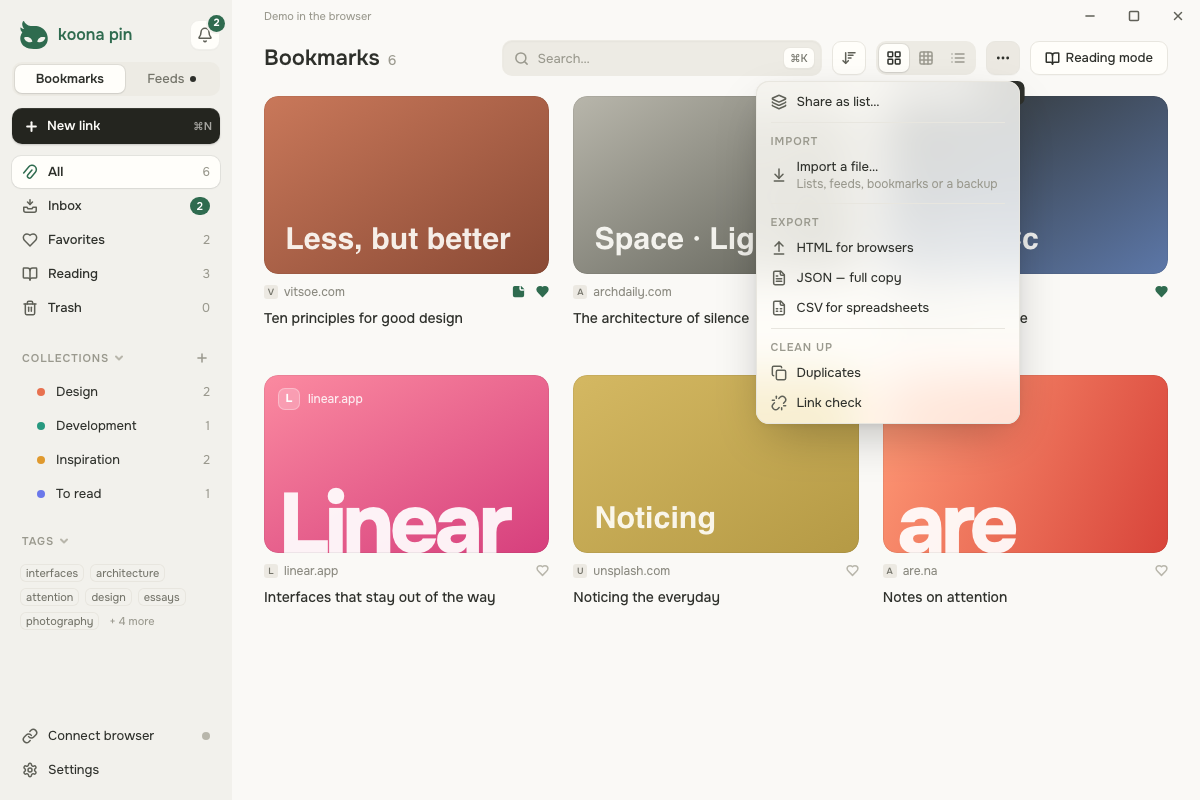 Demo in the browser
koona pin
2
Bookmarks
Feeds
New link
⌘N
All
6
Inbox
2
Favorites
2
Reading
3
Trash
0
COLLECTIONS
Design
2
Development
1
Inspiration
2
To read
1
TAGS
interfaces
architecture
attention
design
essays
photography
+ 4 more
Connect browser
Settings
Bookmarks 6
Search...
⌘K
Reading mode
Share as list...
IMPORT
Import a file...
Lists, feeds, bookmarks or a backup
EXPORT
HTML for browsers
JSON – full copy
CSV for spreadsheets
CLEAN UP
Duplicates
Link check
Less, but better
V vitsoe.com
Ten principles for good design
Space · Lig
A archdaily.com
The architecture of silence
L linear.app
Linear
L linear.app
Interfaces that stay out of the way
Noticing
U unsplash.com
Noticing the everyday
are
A are.na
Notes on attention